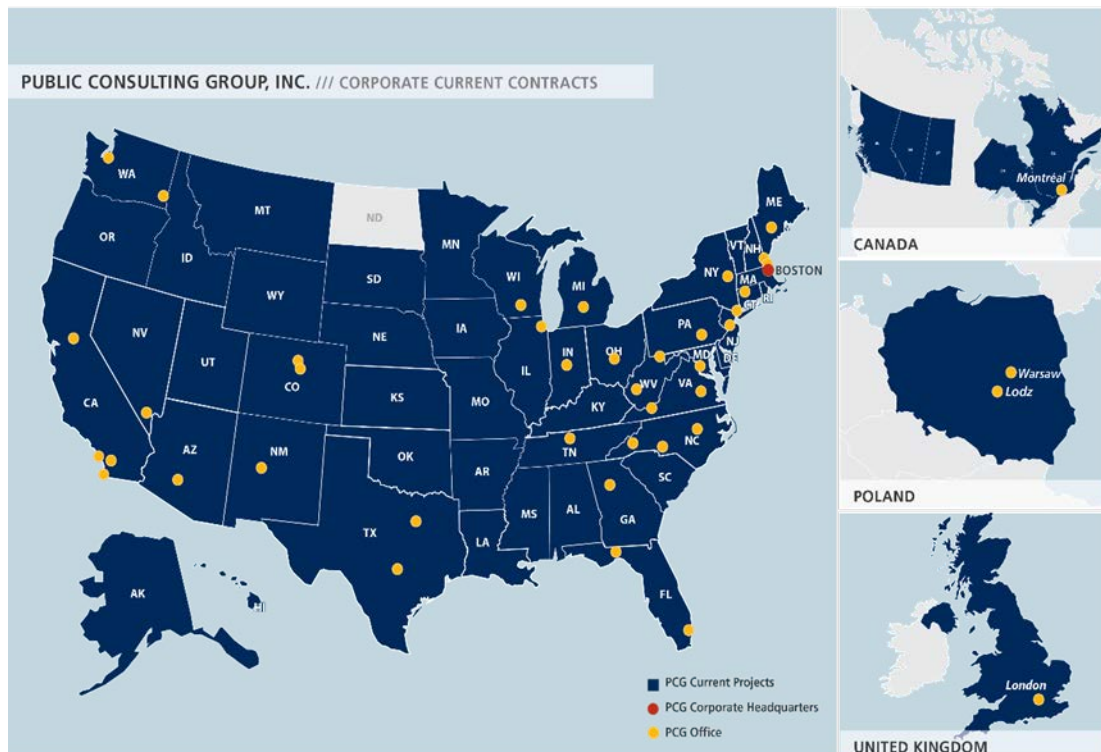 PUBLIC CONSULTING GROUP, INC. /// CORPORATE CURRENT CONTRACTS
WA
MT
ND
MN
ME
OR
ID
SD
WI
MI
VT
NH
NY
BOSTON
MA
WY
CT
RI
IA
NE
PA
NV
UT
NJ
IL
IN
OH
MD
DE
CO
WV
VA
CA
KS
MO
KY
AZ
NM
OK
TN
NC
AR
SC
TX
MS
AL
GA
LA
AK
HI
FL
PCG Current Projects
PCG Corporate Headquarters
PCG Office
Montréal
CANADA
Warsaw
Lodz
POLAND
London
UNITED KINGDOM